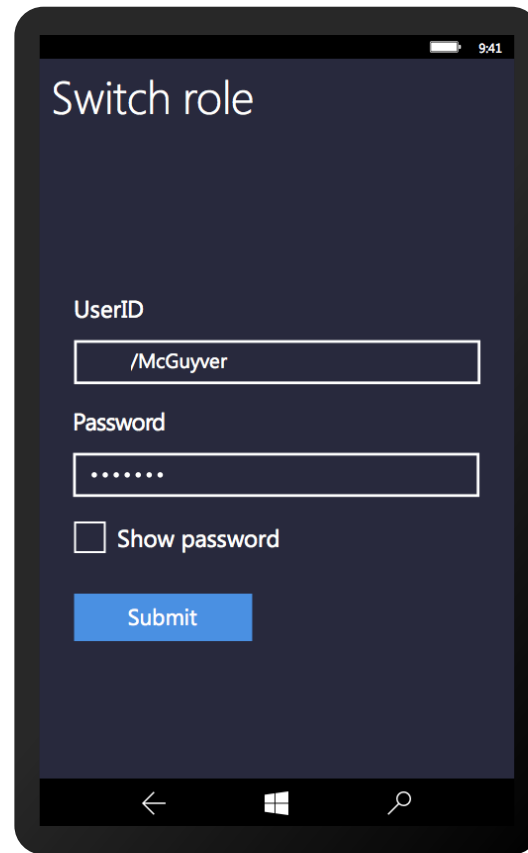 9:41
Switch role
UserID
/McGuyver
Password
•••••••
Show password
Submit